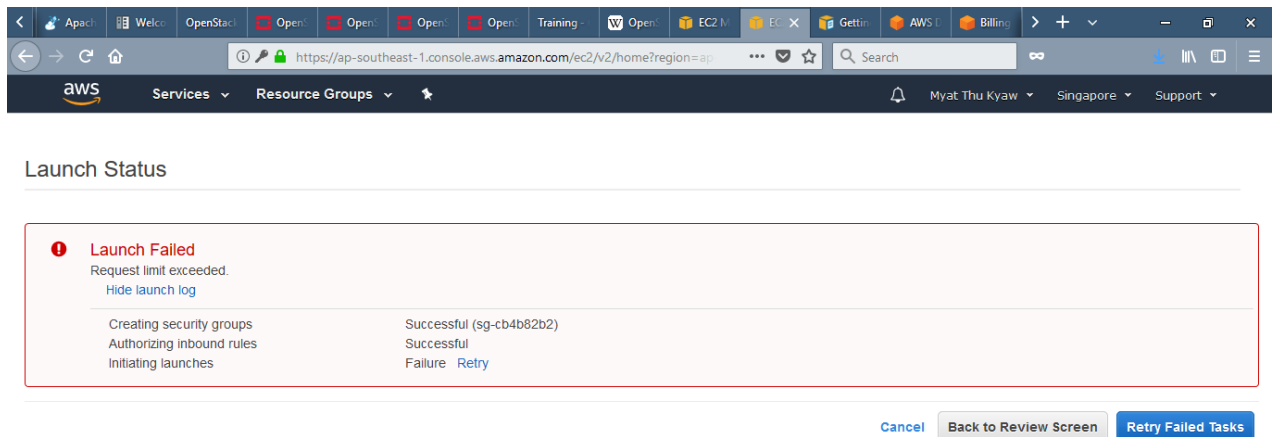 Apach Welco OpenStack OpenS OpenS OpenS OpenS Training - W OpenS EC2 M EC Gettin AWS D Billing
https://ap-southeast-1.console.aws.amazon.com/ec2/v2/home?region=ap Search
aws Services Resource Groups Myat Thu Kyaw Singapore Support
Launch Status
Launch Failed
Request limit exceeded.
Hide launch log
Creating security groups Successful (sg-cb4b82b2)
Authorizing inbound rules Successful
Initiating launches Failure Retry
Cancel Back to Review Screen Retry Failed Tasks